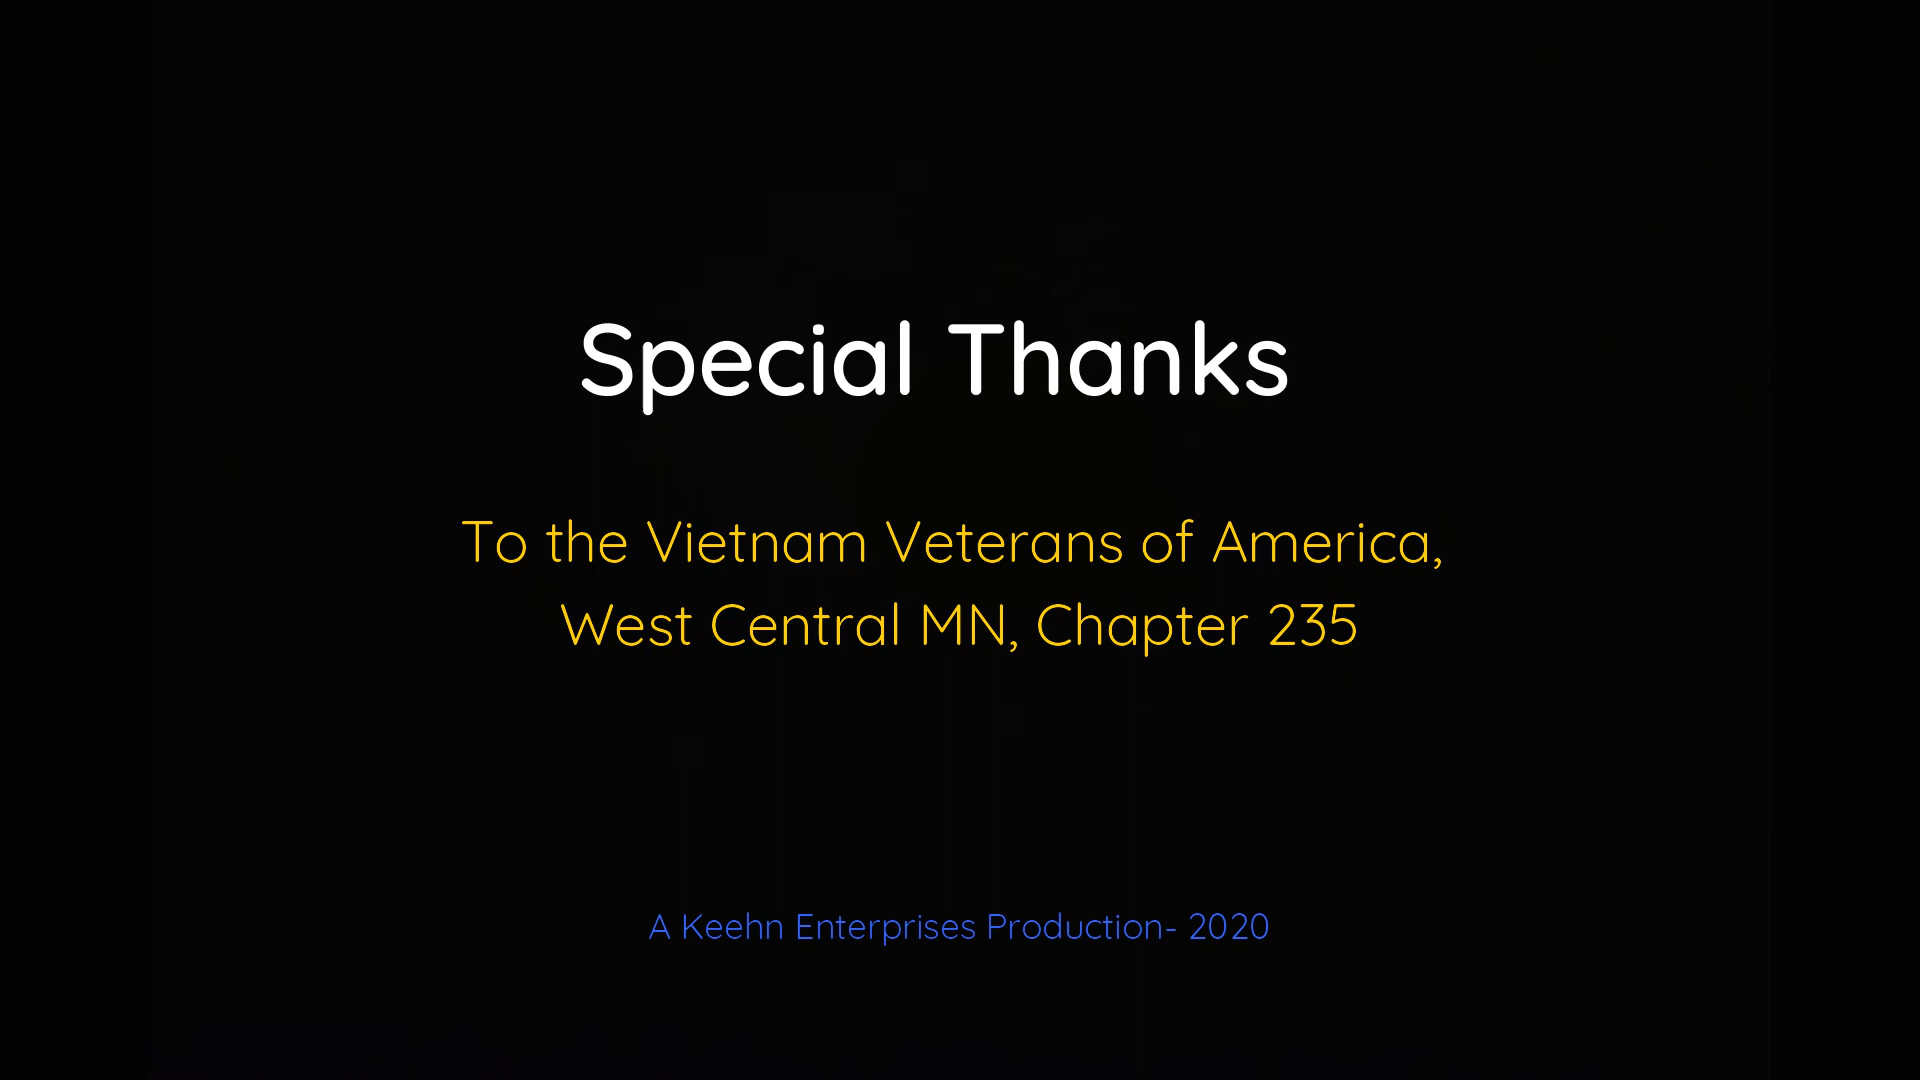 Special Thanks
To the Vietnam Veterans of America,
West Central MN, Chapter 235
A Keehn Enterprises Production- 2020